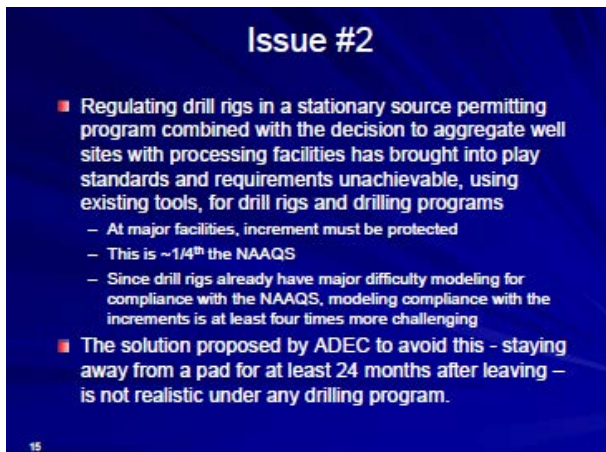 Issue #2
Regulating drill rigs in a stationary source permitting
program combined with the decision to aggregate well
sites with processing facilities has brought into play
standards and requirements unachievable, using
existing tools, for drill rigs and drilling programs
– At major facilities, increment must be protected
– This is ~1/4th the NAAQS
– Since drill rigs already have major difficulty modeling for
compliance with the NAAQS, modeling compliance with the
increments is at least four times more challenging
The solution proposed by ADEC to avoid this - staying
away from a pad for at least 24 months after leaving –
is not realistic under any drilling program.
15